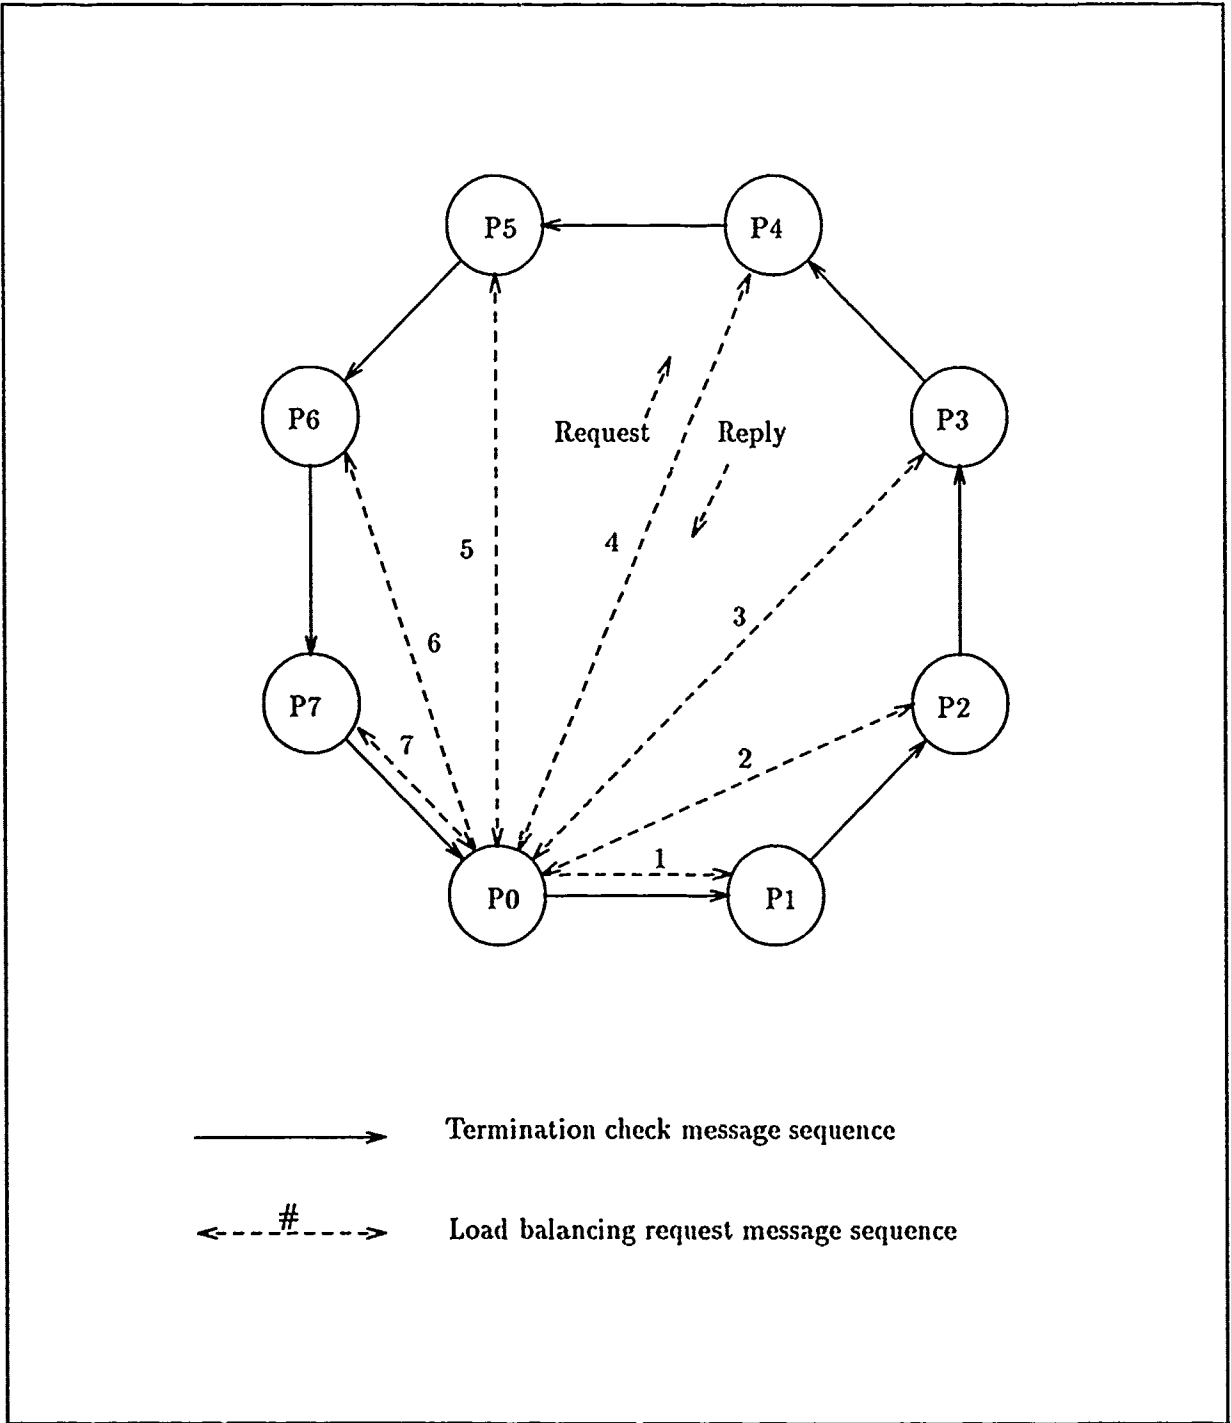 P5
P4
P6
Request
Reply
P3
5
4
3
6
P7
7
2
P2
1
P0
P1
Termination check message sequence
#
Load balancing request message sequence